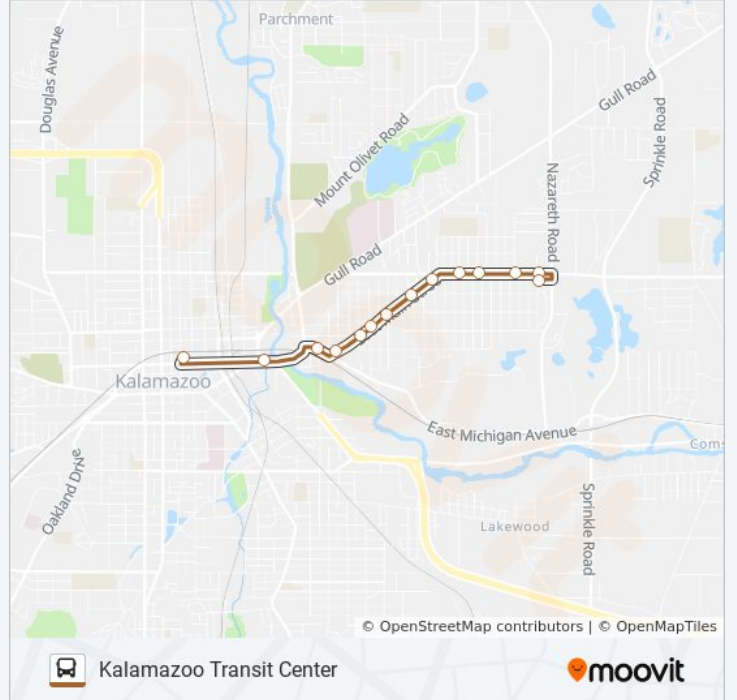 Parchment
Douglas Avenue
Gull Road
Sprinkle Road
Mount Olivet Road
Nazareth Road
Gull Road
Kalamazoo
East Michigan Avenue
Coms
Oakland Drive
Sprinkle Road
Lakewood
© OpenStreetMap contributors | © OpenMapTiles
Kalamazoo Transit Center
moovit